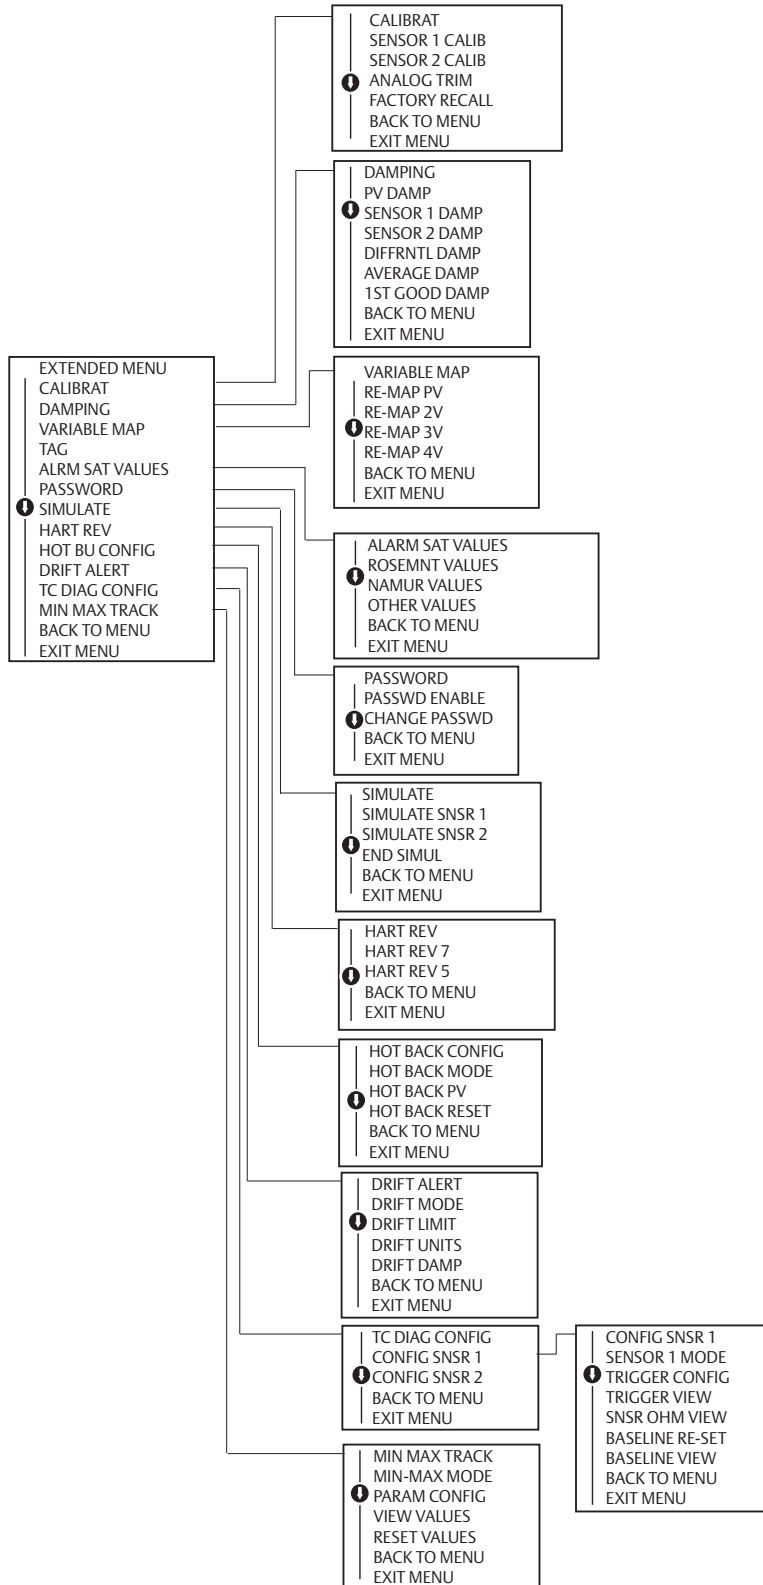 CALIBRAT
SENSOR 1 CALIB
SENSOR 2 CALIB
ANALOG TRIM
FACTORY RECALL
BACK TO MENU
EXIT MENU
DAMPING
PV DAMP
SENSOR 1 DAMP
SENSOR 2 DAMP
DIFFRNTL DAMP
AVERAGE DAMP
1ST GOOD DAMP
BACK TO MENU
EXIT MENU
EXTENDED MENU
CALIBRAT
DAMPING
VARIABLE MAP
TAG
ALRM SAT VALUES
PASSWORD
SIMULATE
HART REV
HOT BU CONFIG
DRIFT ALERT
TC DIAG CONFIG
MIN MAX TRACK
BACK TO MENU
EXIT MENU
VARIABLE MAP
RE-MAP PV
RE-MAP 2V
RE-MAP 3V
RE-MAP 4V
BACK TO MENU
EXIT MENU
ALARM SAT VALUES
ROSEMNT VALUES
NAMUR VALUES
OTHER VALUES
BACK TO MENU
EXIT MENU
PASSWORD
PASSWD ENABLE
CHANGE PASSWD
BACK TO MENU
EXIT MENU
SIMULATE
SIMULATE SNSR 1
SIMULATE SNSR 2
END SIMUL
BACK TO MENU
EXIT MENU
HART REV
HART REV 7
HART REV 5
BACK TO MENU
EXIT MENU
HOT BACK CONFIG
HOT BACK MODE
HOT BACK PV
HOT BACK RESET
BACK TO MENU
EXIT MENU
DRIFT ALERT
DRIFT MODE
DRIFT LIMIT
DRIFT UNITS
DRIFT DAMP
BACK TO MENU
EXIT MENU
TC DIAG CONFIG
CONFIG SNSR 1
CONFIG SNSR 2
BACK TO MENU
EXIT MENU
CONFIG SNSR 1
SENSOR 1 MODE
TRIGGER CONFIG
TRIGGER VIEW
SNSR OHM VIEW
BASELINE RE-SET
BASELINE VIEW
BACK TO MENU
EXIT MENU
MIN MAX TRACK
MIN-MAX MODE
PARAM CONFIG
VIEW VALUES
RESET VALUES
BACK TO MENU
EXIT MENU